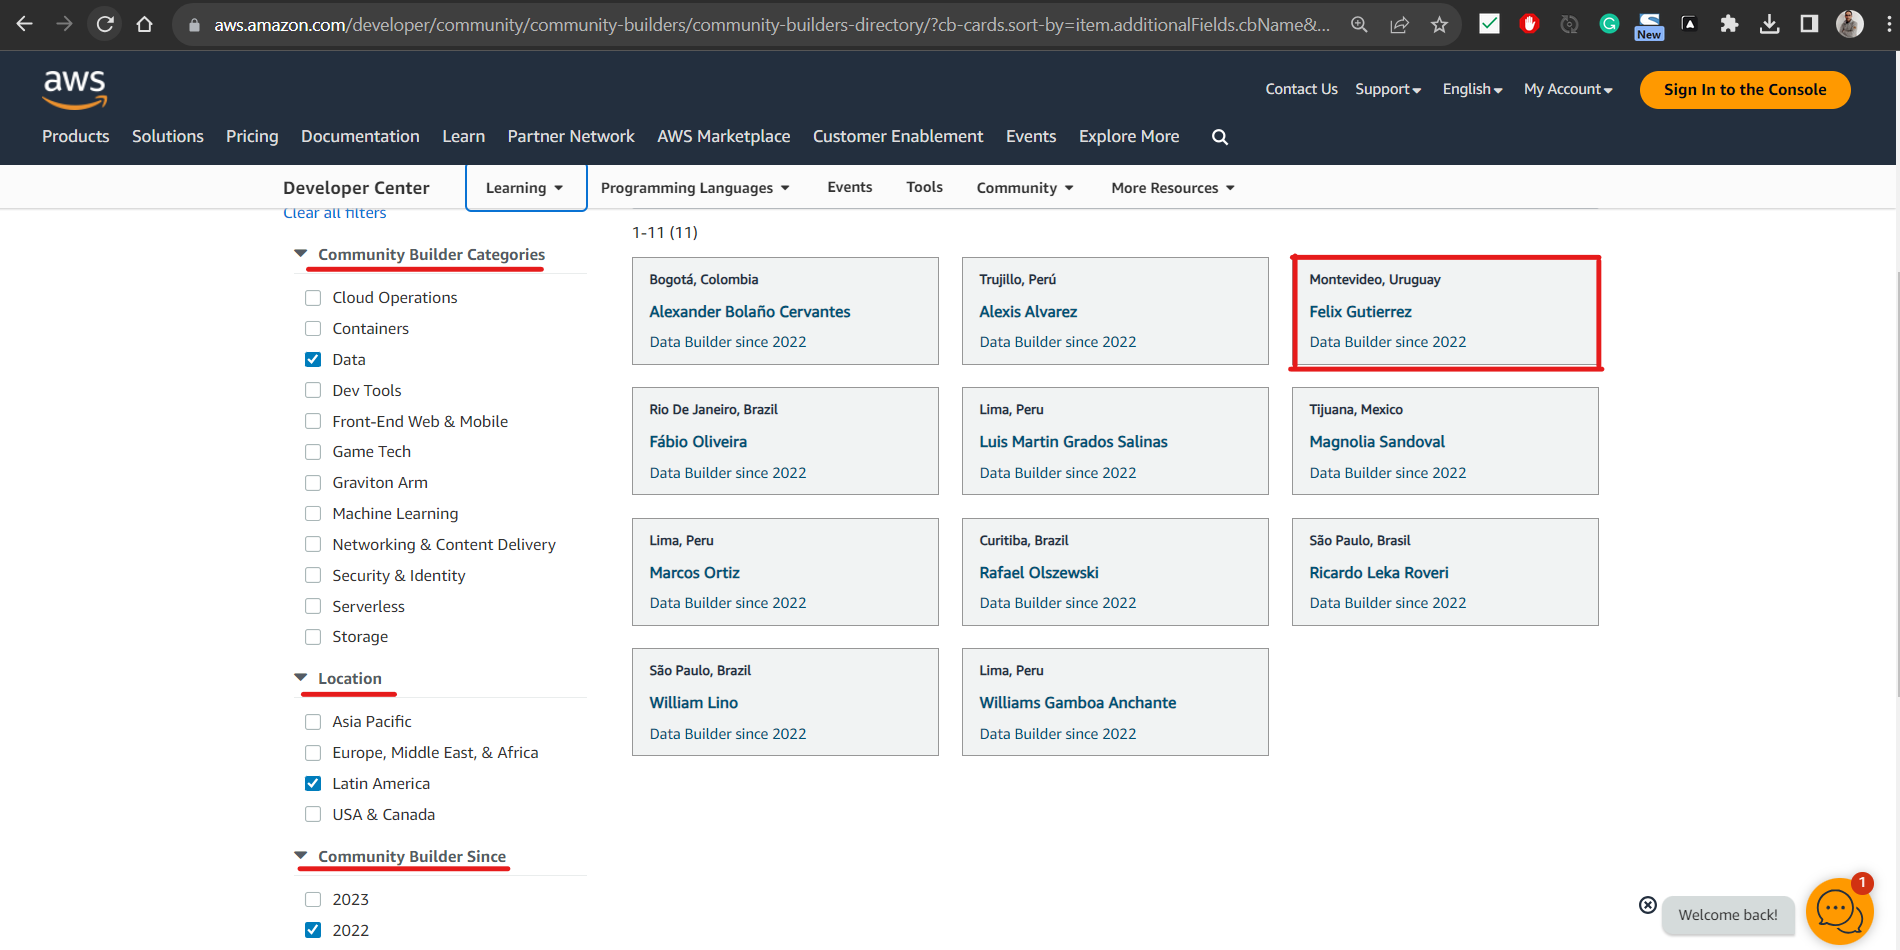 aws.amazon.com/developer/community/community-builders/community-builders-directory/?cb-cards.sort-by=item.additionalFields.cbName&...
New
aws
Contact Us Support English My Account Sign In to the Console
Products Solutions Pricing Documentation Learn Partner Network AWS Marketplace Customer Enablement Events Explore More
Developer Center Learning Programming Languages Events Tools Community More Resources
Clear all filters
Community Builder Categories
Cloud Operations
Containers
Data
Dev Tools
Front-End Web & Mobile
Game Tech
Graviton Arm
Machine Learning
Networking & Content Delivery
Security & Identity
Serverless
Storage
Location
Asia Pacific
Europe, Middle East, & Africa
Latin America
USA & Canada
Community Builder Since
2023
2022
1-11 (11)
Bogotá, Colombia
Alexander Bolaño Cervantes
Data Builder since 2022
Trujillo, Perú
Alexis Alvarez
Data Builder since 2022
Montevideo, Uruguay
Felix Gutierrez
Data Builder since 2022
Rio De Janeiro, Brazil
Fábio Oliveira
Data Builder since 2022
Lima, Peru
Luis Martin Grados Salinas
Data Builder since 2022
Tijuana, Mexico
Magnolia Sandoval
Data Builder since 2022
Lima, Peru
Marcos Ortiz
Data Builder since 2022
Curitiba, Brazil
Rafael Olszewski
Data Builder since 2022
São Paulo, Brasil
Ricardo Leka Roveri
Data Builder since 2022
São Paulo, Brazil
William Lino
Data Builder since 2022
Lima, Peru
Williams Gamboa Anchante
Data Builder since 2022
Welcome back!
1